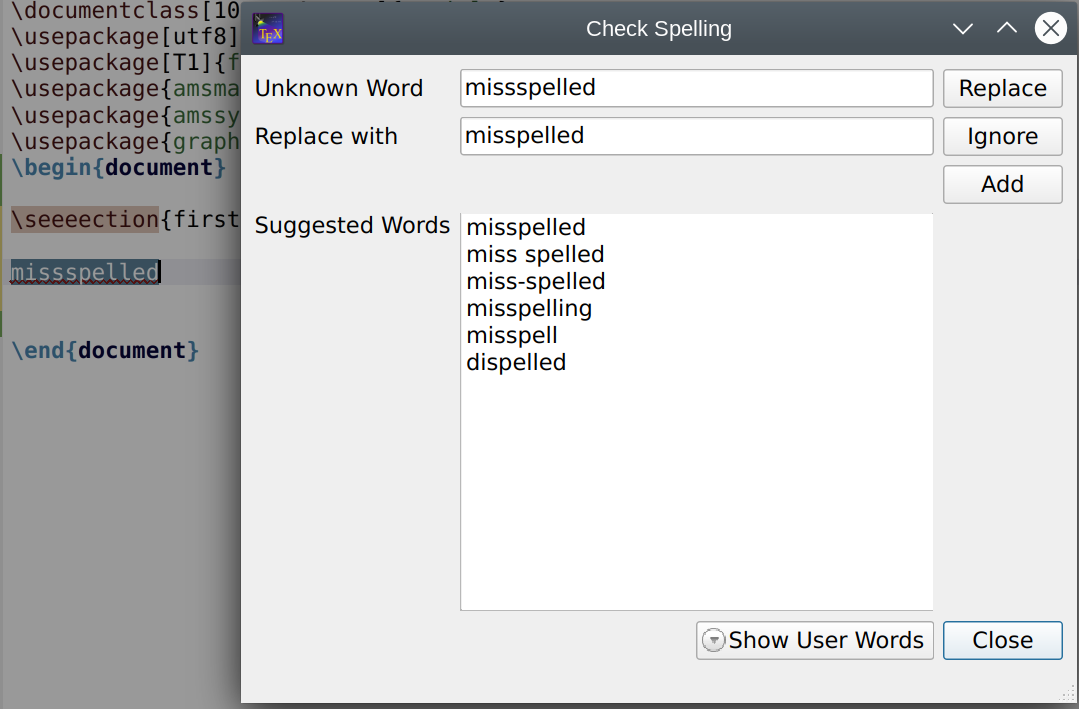 \documentclass[10
\usepackage[utf8]
\usepackage[T1]{f
\usepackage{amsma
\usepackage{amssy
\usepackage{graph
\begin{document}
\seeeection{first
missspelled
\end{document}
TEX
Check Spelling
Unknown Word missspelled Replace
Replace with misspelled Ignore
Add
Suggested Words misspelled
miss spelled
miss-spelled
misspelling
misspell
dispelled
Show User Words Close